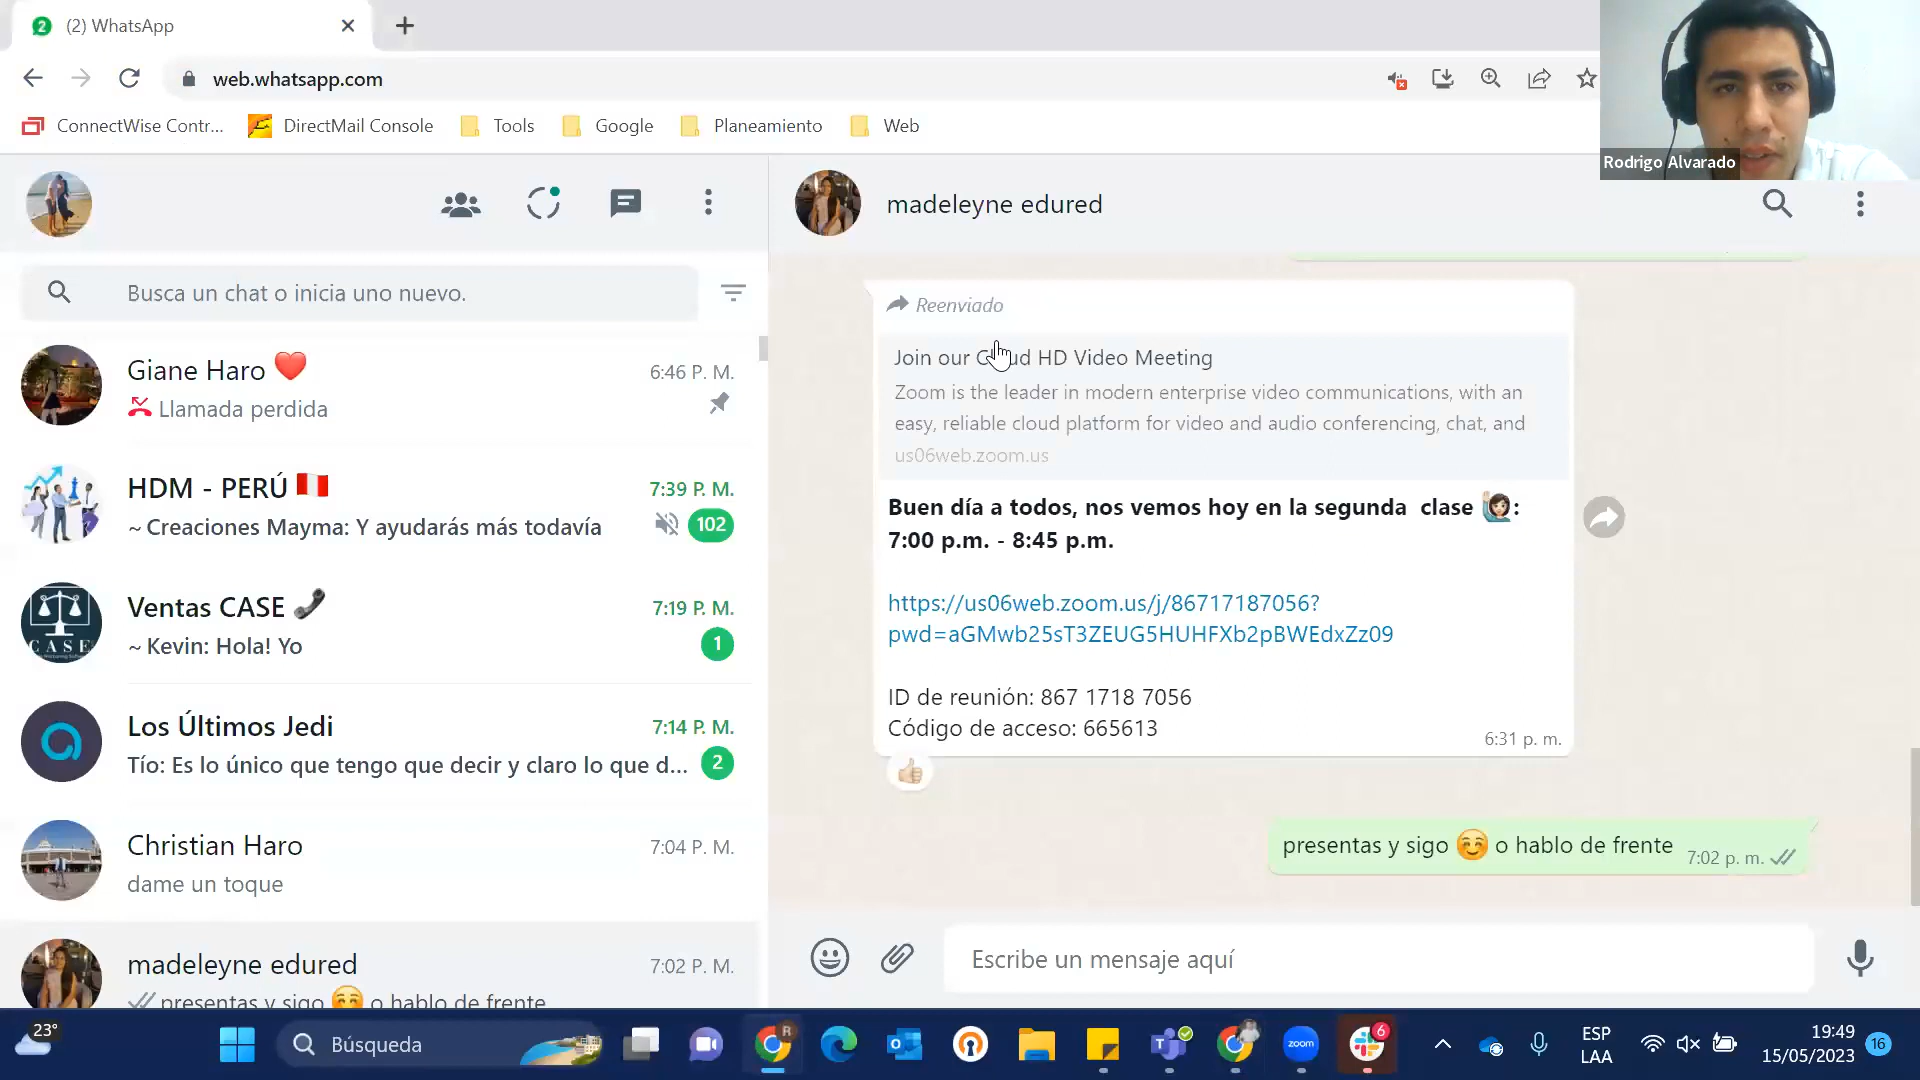 (2) WhatsApp
web.whatsapp.com
ConnectWise Contr...
DirectMail Console
Tools
Google
Planeamiento
Web
Rodrigo Alvarado
madeleyne edured
Busca un chat o inicia uno nuevo.
Giane Haro
6:46 P. M.
Llamada perdida
HDM - PERÚ
7:39 P. M.
~ Creaciones Mayma: Y ayudarás más todavía
102
Ventas CASE
7:19 P. M.
~ Kevin: Hola! Yo
1
CASE
Los Últimos Jedi
7:14 P. M.
Tío: Es lo único que tengo que decir y claro lo que d...
2
Christian Haro
7:04 P. M.
dame un toque
madeleyne edured
7:02 P. M.
presentas y sigo 😊 o hablo de frente
Reenviado
Join our Cloud HD Video Meeting
Zoom is the leader in modern enterprise video communications, with an
easy, reliable cloud platform for video and audio conferencing, chat, and
us06web.zoom.us
Buen día a todos, nos vemos hoy en la segunda clase 🙋🏻‍♀️:
7:00 p.m. - 8:45 p.m.
https://us06web.zoom.us/j/86717187056?
pwd=aGMwb25sT3ZEUG5HUHFXb2pBWEdxZz09
ID de reunión: 867 1718 7056
Código de acceso: 665613
6:31 p. m.
presentas y sigo 😊 o hablo de frente
7:02 p. m.
Escribe un mensaje aquí
23°
Búsqueda
R
zoom
6
ESP
LAA
19:49
15/05/2023
16